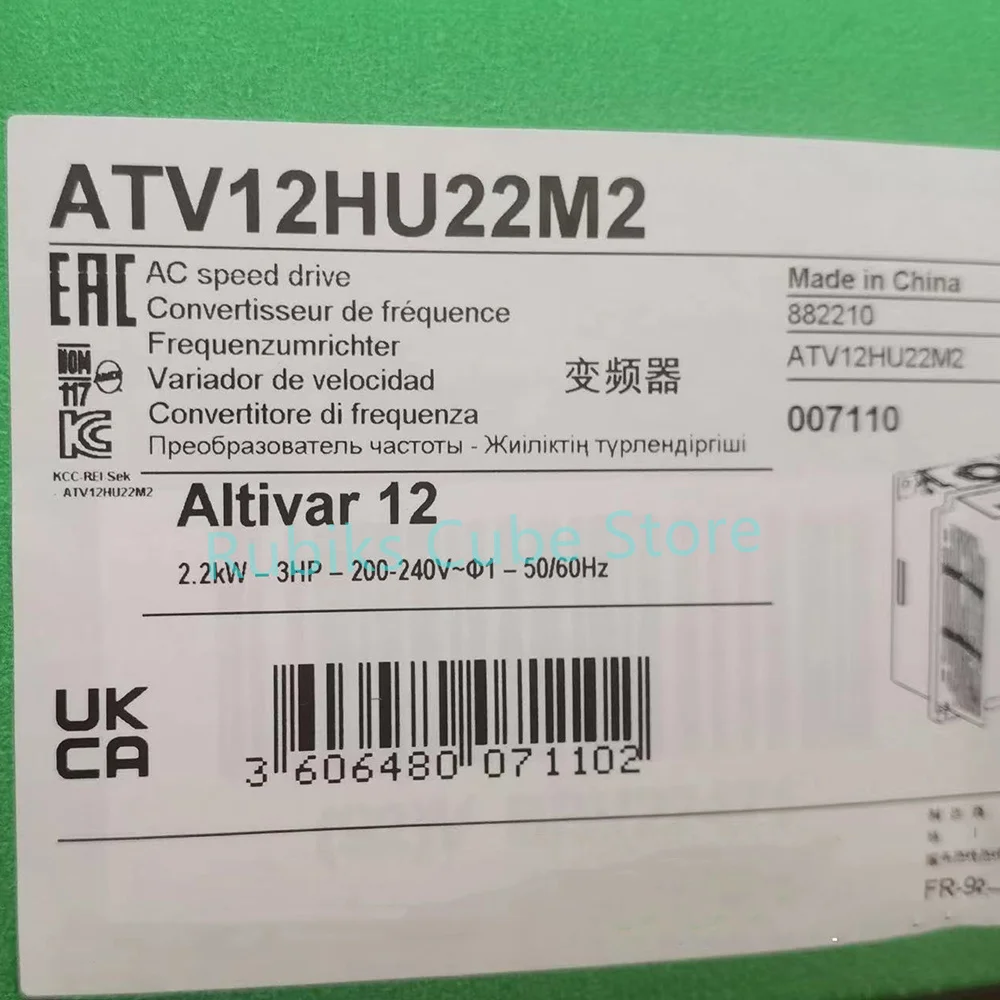 ATV12HU22M2
EAC
AC speed drive
Convertisseur de fréquence
Frequenzumrichter
Variador de velocidad
Convertitore di frequenza
Преобразователь частоты - Жиіліктің түрлендіргіші
变频器
Made in China
882210
ATV12HU22M2
007110
NOM
117
KC
KCC-REI Sek
- ATV12HU22M2
Altivar 12
Rubiks Cube Store
2.2kW – 3HP – 200-240V~Φ1 – 50/60Hz
UK
CA
3 606480 071102